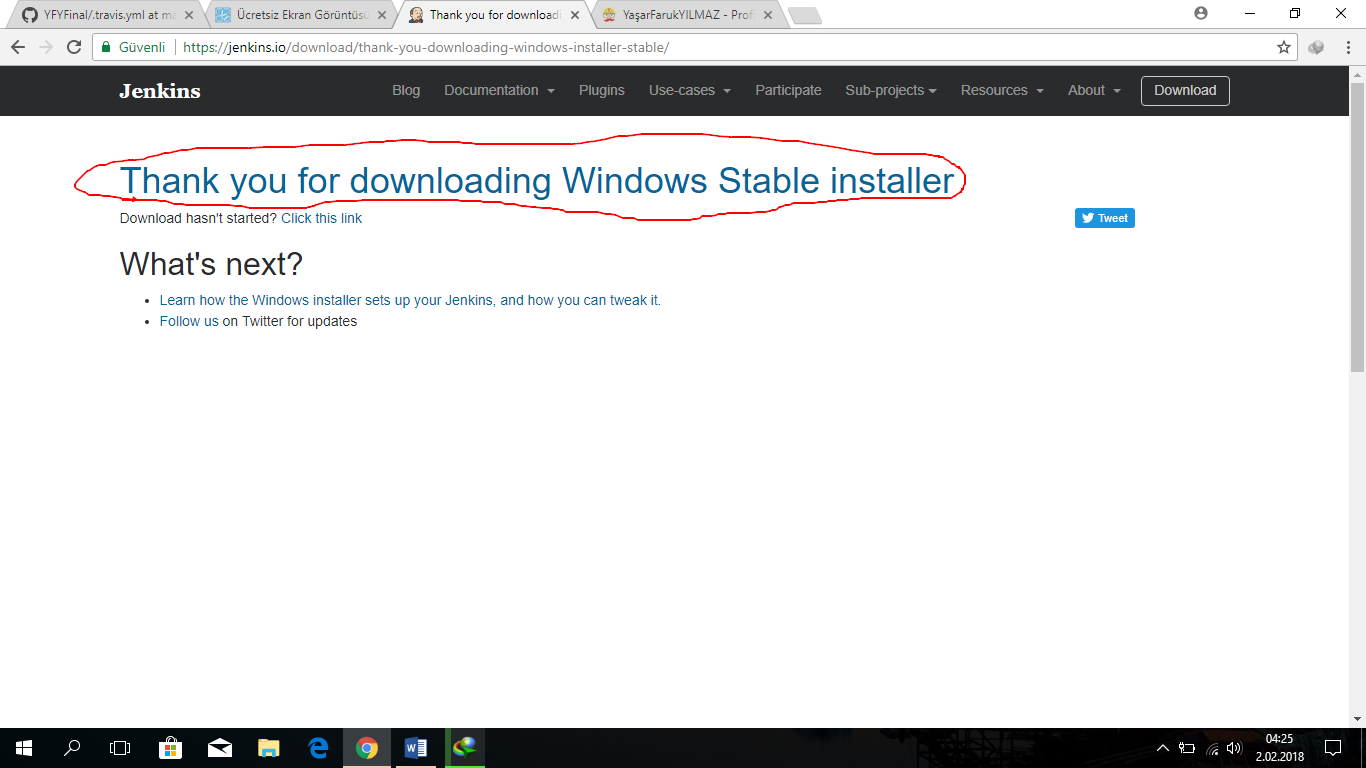 YFYFinal/.travis.yml at ma
Ücretsiz Ekran Görüntüsü
Thank you for downloadi
YaşarFarukYILMAZ - Prof
Güvenli
https://jenkins.io/download/thank-you-downloading-windows-installer-stable/
Jenkins
Blog
Documentation
Plugins
Use-cases
Participate
Sub-projects
Resources
About
Download
Thank you for downloading Windows Stable installer
Download hasn't started? Click this link
Tweet
What's next?
Learn how the Windows installer sets up your Jenkins, and how you can tweak it.
Follow us on Twitter for updates
04:25
2.02.2018